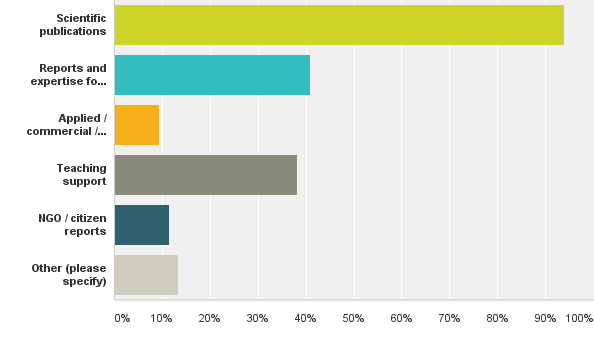 Scientific
publications
Reports and
expertise fo...
Applied /
commercial /...
Teaching
support
NGO / citizen
reports
Other (please
specify)
0% 10% 20% 30% 40% 50% 60% 70% 80% 90% 100%